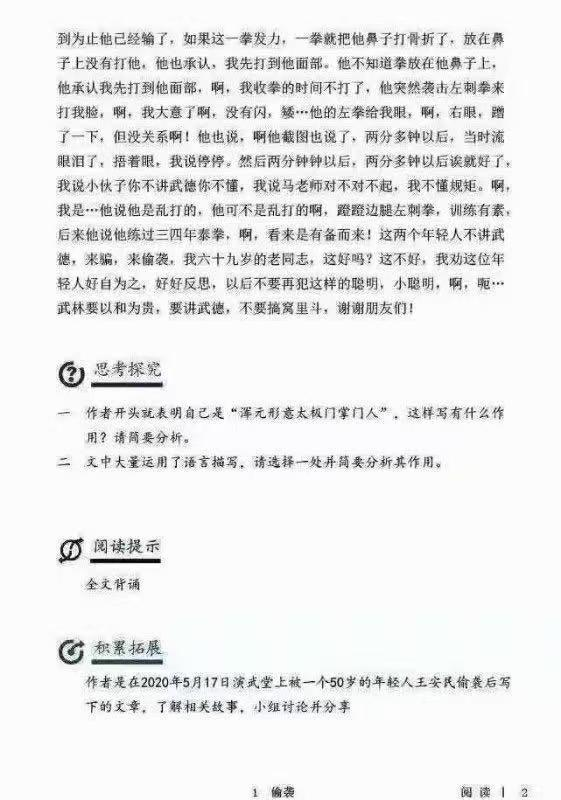 到为止他已经输了,如果这一拳发力,一拳就把他鼻子打骨折了,放在鼻
子上没有打他,他也承认,我先打到他面部。他不知道拳放在他鼻子上,
他承认我先打到他面部,啊,我收拳的时间不打了,他突然袭击左刺拳来
打我脸,啊,我大意了啊,没有闪,矮…他的左拳给我眼,啊,右眼,蹭
了一下,但没关系啊!他也说,啊他截图也说了,两分多钟以后,当时流
眼泪了,捂着眼,我说停停。然后两分钟钟以后,两分多钟以后诶就好了,
我说小伙子你不讲武德你不懂,我说马老师对不对不起,我不懂规矩。啊,
我是…他说他是乱打的,他可不是乱打的啊,蹬蹬边腿左刺拳,训练有素,
后来他说他练过三四年泰拳,啊,看来是有备而来!这两个年轻人不讲武
德,来骗,来偷袭,我六十九岁的老同志,这好吗?这不好,我劝这位年
轻人好自为之,好好反思,以后不要再犯这样的聪明,小聪明,啊,呃…
武林要以和为贵,要讲武德,不要搞窝里斗,谢谢朋友们!
思考探究
一 作者开头就表明自己是“浑元形意太极门掌门人”,这样写有什么作
用?请简要分析。
二 文中大量运用了语言描写,请选择一处并简要分析其作用。
阅读提示
全文背诵
积累拓展
作者是在2020年5月17日演武堂上被一个50岁的年轻人王安民偷袭后写
下的文章,了解相关故事,小组讨论并分享
1 偷袭 阅读 | 2